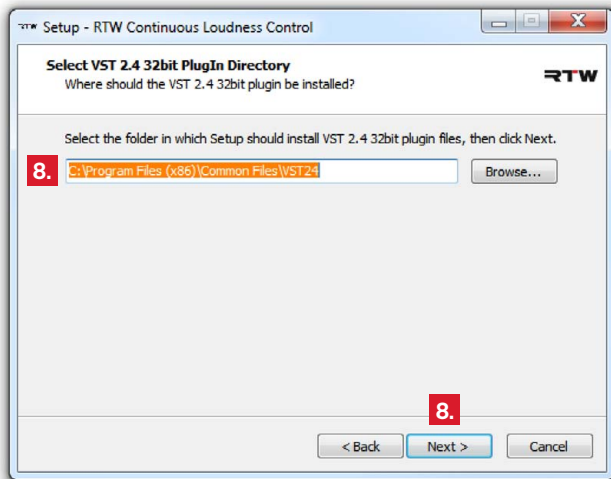 RTW Setup - RTW Continuous Loudness Control
Select VST 2.4 32bit PlugIn Directory
Where should the VST 2.4 32bit plugin be installed?
RTW
Select the folder in which Setup should install VST 2.4 32bit plugin files, then click Next.
8. C:\Program Files (x86)\Common Files\VST24 Browse...
8.
< Back Next > Cancel